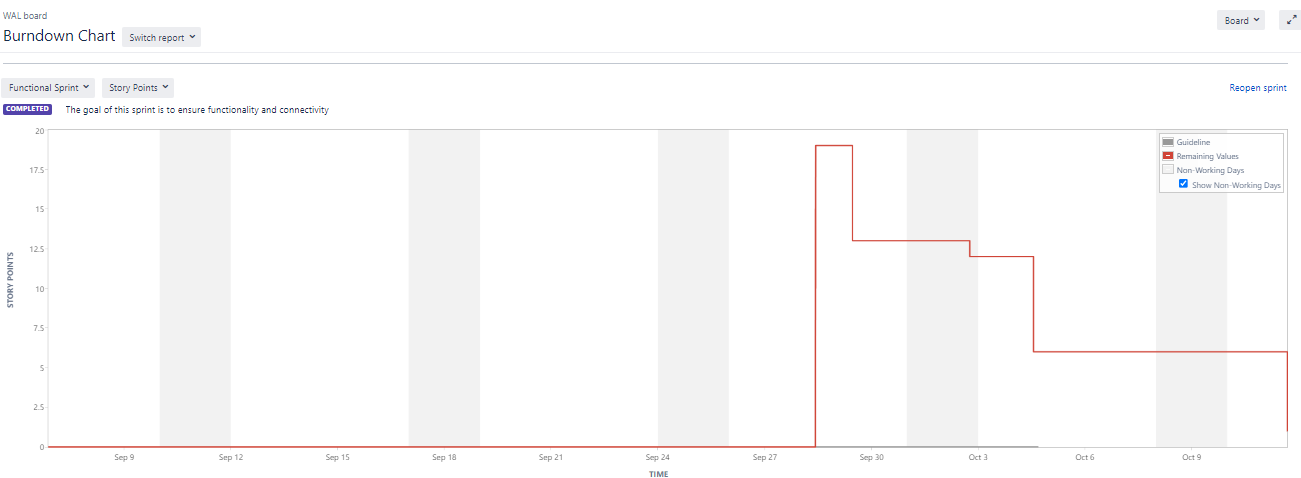 WAL board
Burndown Chart Switch report Board
Functional Sprint Story Points Reopen sprint
COMPLETED The goal of this sprint is to ensure functionality and connectivity
20
17.5
15
12.5
10
7.5
5
2.5
0
STORY POINTS
Guideline
Remaining Values
Non-Working Days
Show Non-Working Days
Sep 9 Sep 12 Sep 15 Sep 18 Sep 21 Sep 24 Sep 27 Sep 30 Oct 3 Oct 6 Oct 9
TIME